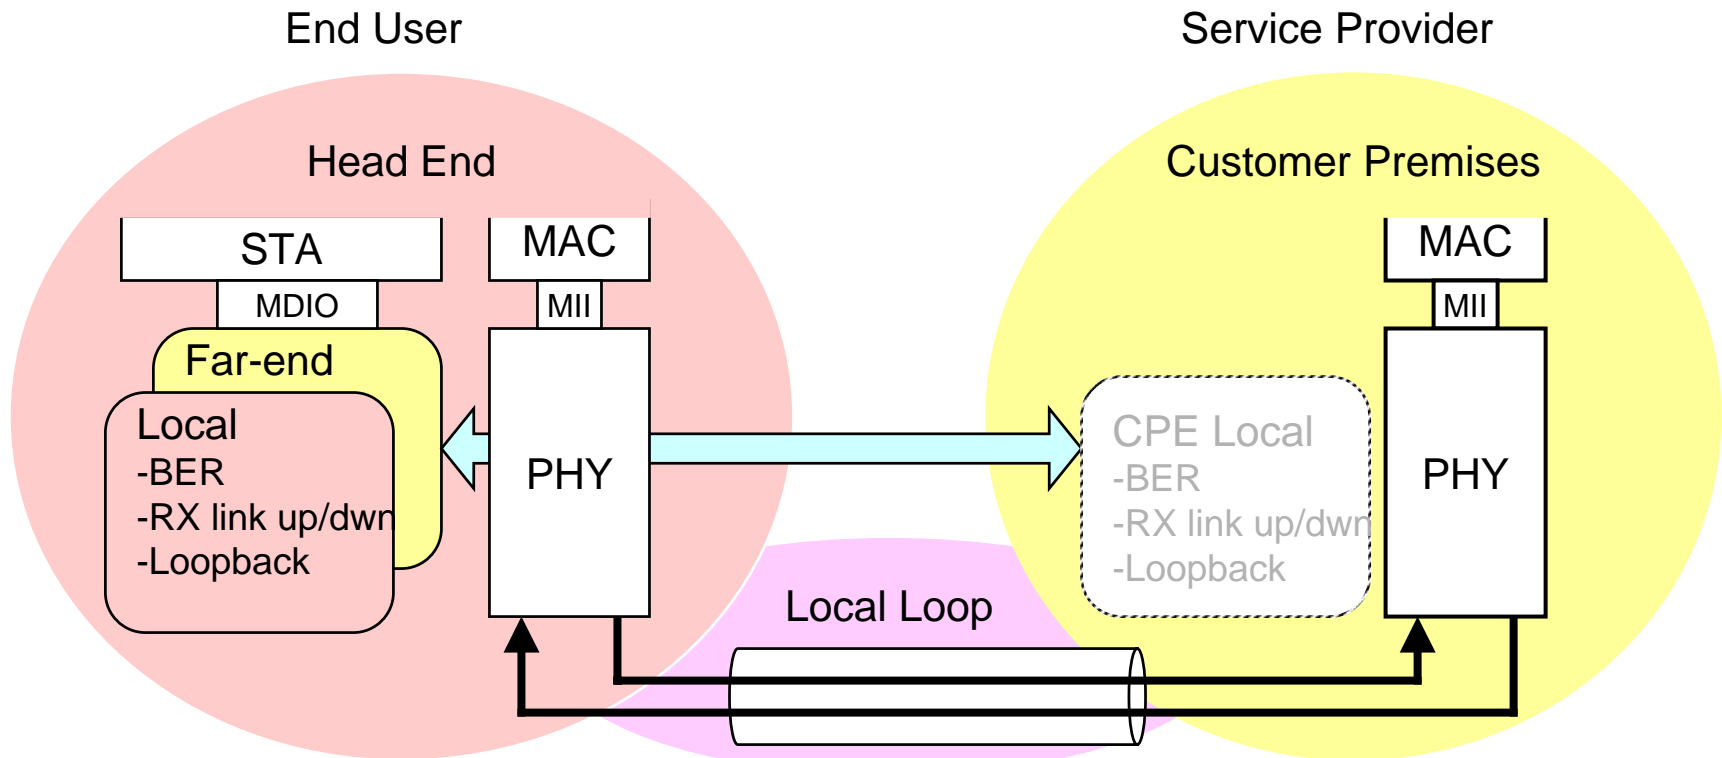 End User
Service Provider
Head End
Customer Premises
STA
MAC
MAC
MDIO
MII
MII
Far-end
Local
-BER
-RX link up/dwn
-Loopback
PHY
CPE Local
-BER
-RX link up/dwn
-Loopback
PHY
Local Loop